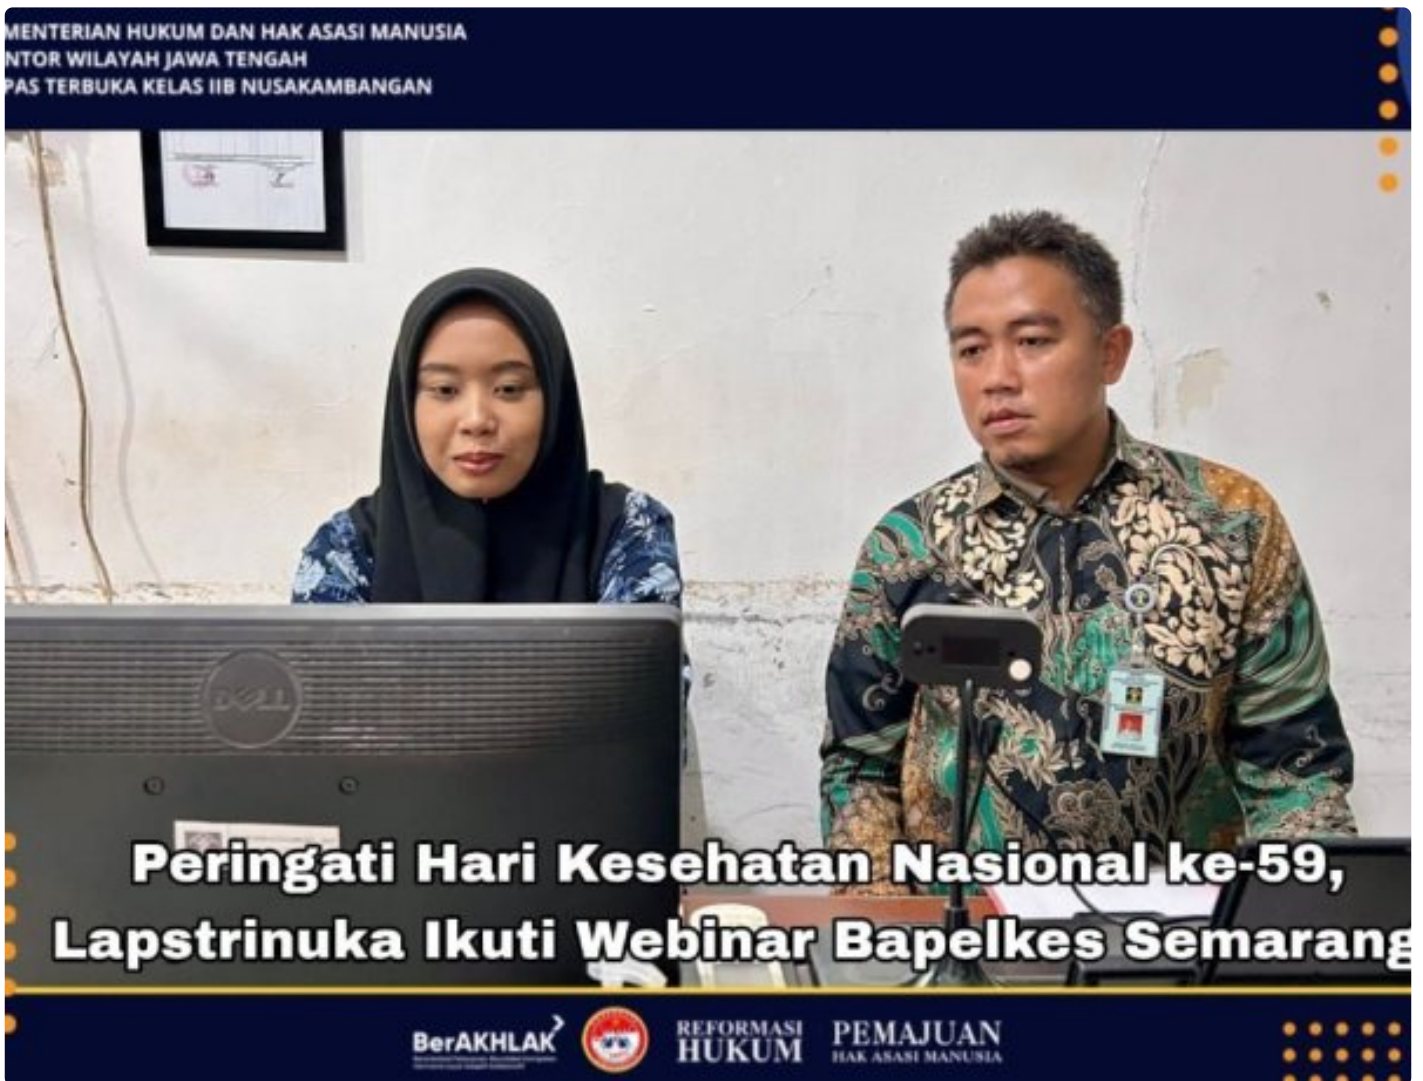 MENTERIAN HUKUM DAN HAK ASASI MANUSIA
NTOR WILAYAH JAWA TENGAH
PAS TERBUKA KELAS IIB NUSAKAMBANGAN
DELL
Peringati Hari Kesehatan Nasional ke-59,
Lapstrinuka Ikuti Webinar Bapelkes Semarang
BerAKHLAK
REFORMASI
HUKUM
PEMAJUAN
HAK ASASI MANUSIA